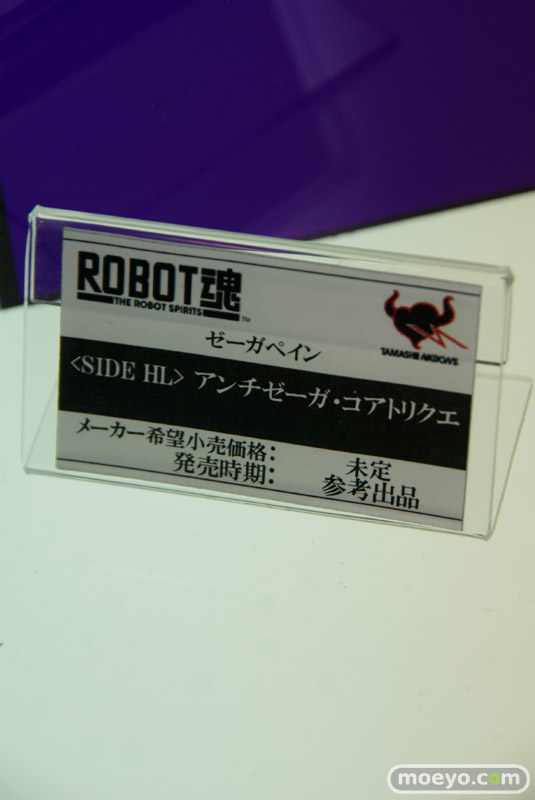 ROBOT魂
THE ROBOT SPIRITS™
TAMASHII NATIONS
ゼーガペイン
〈SIDE HL〉 アンチゼーガ・コアトリクエ
メーカー希望小売価格： 未定
発売時期： 参考出品
moeyo.com